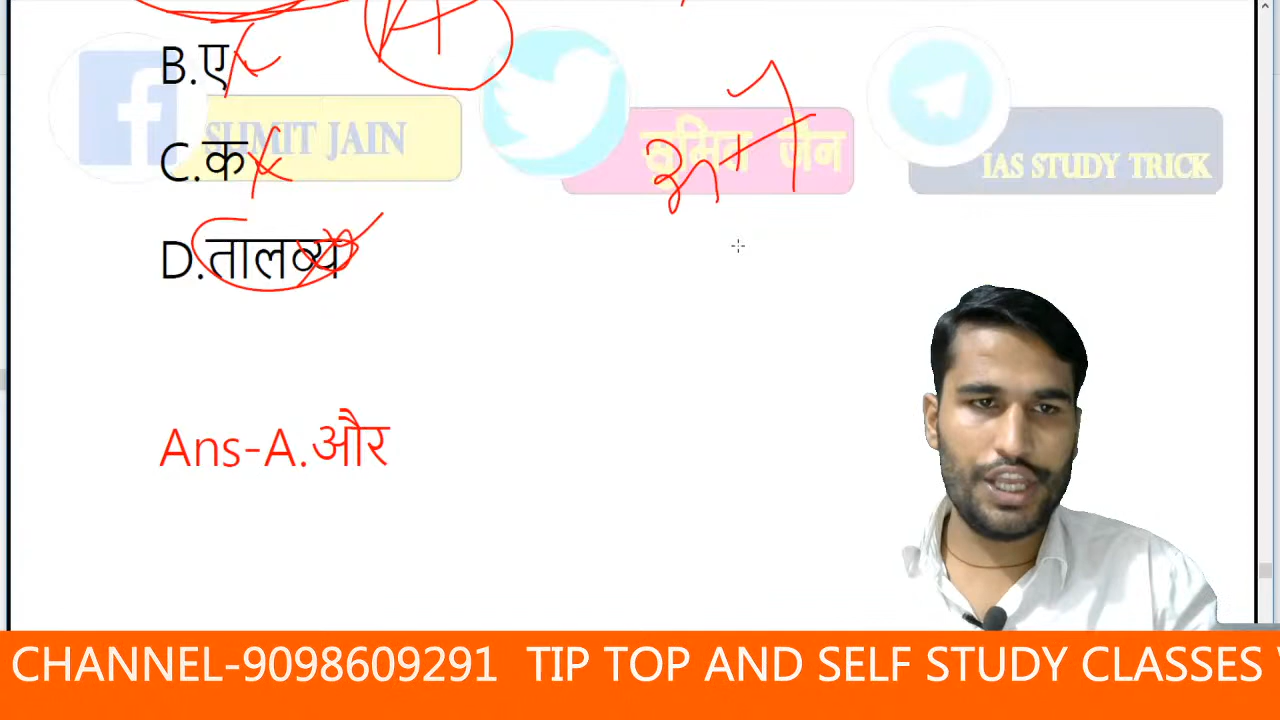 A
B.ए
SUMIT JAIN
सुमित जैन
IAS STUDY TRICK
C.क
D.तालव्य
Ans-A.और
CHANNEL-9098609291 TIP TOP AND SELF STUDY CLASSES